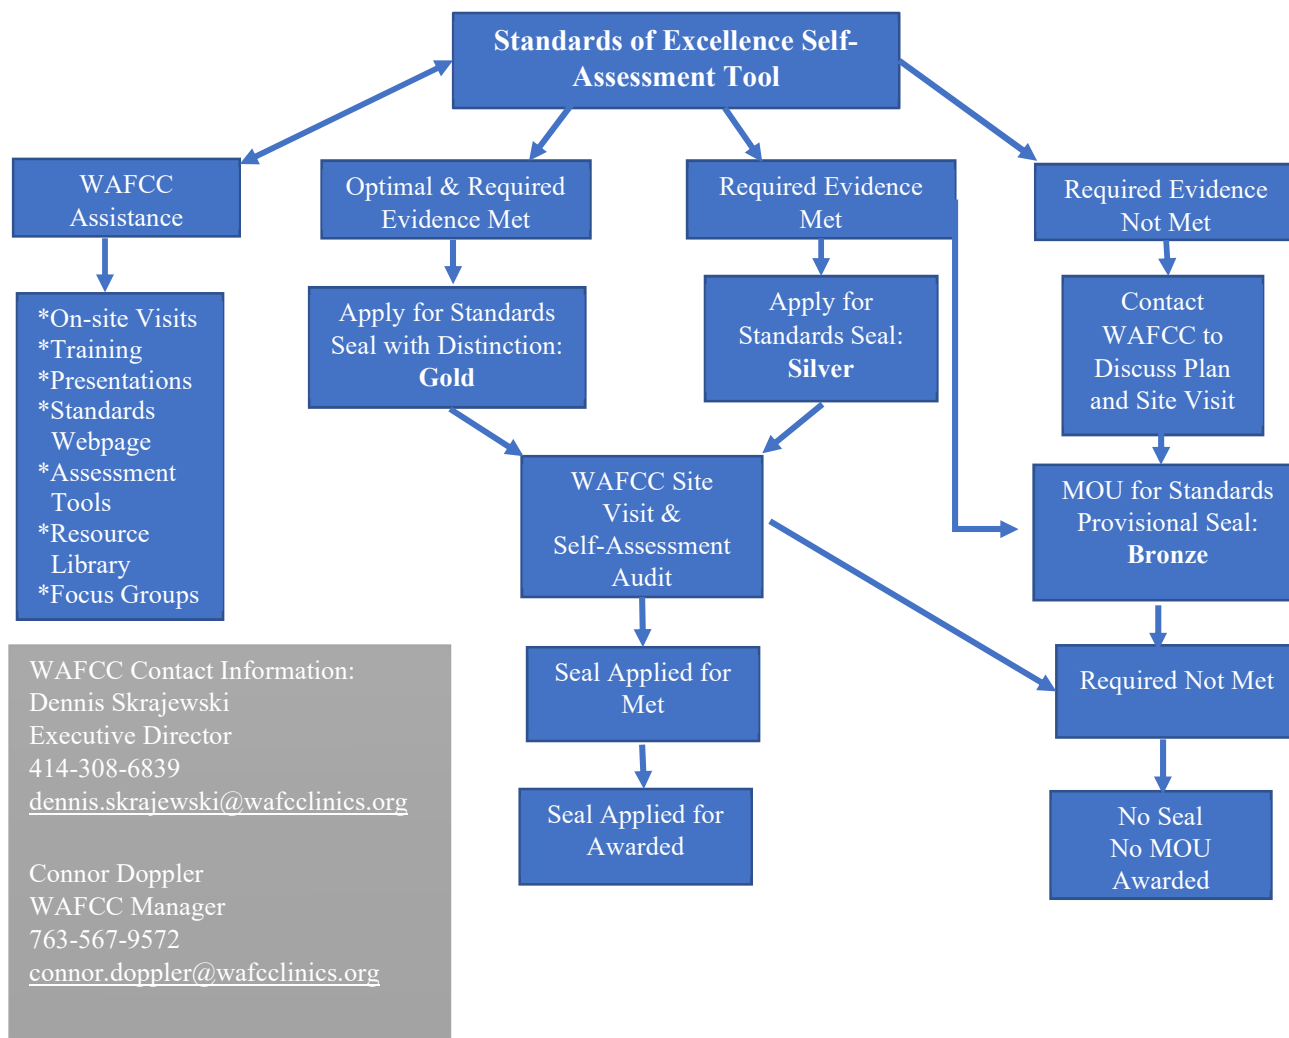 Standards of Excellence Self-
Assessment Tool
WAFCC
Assistance
Optimal & Required
Evidence Met
Required Evidence
Met
Required Evidence
Not Met
*On-site Visits
*Training
*Presentations
*Standards
Webpage
*Assessment
Tools
*Resource
Library
*Focus Groups
Apply for Standards
Seal with Distinction:
Gold
Apply for
Standards Seal:
Silver
Contact
WAFCC to
Discuss Plan
and Site Visit
WAFCC Site
Visit &
Self-Assessment
Audit
MOU for Standards
Provisional Seal:
Bronze
Seal Applied for
Met
Required Not Met
Seal Applied for
Awarded
No Seal
No MOU
Awarded
WAFCC Contact Information:
Dennis Skrajewski
Executive Director
414-308-6839
dennis.skrajewski@wafcclinics.org
Connor Doppler
WAFCC Manager
763-567-9572
connor.doppler@wafcclinics.org